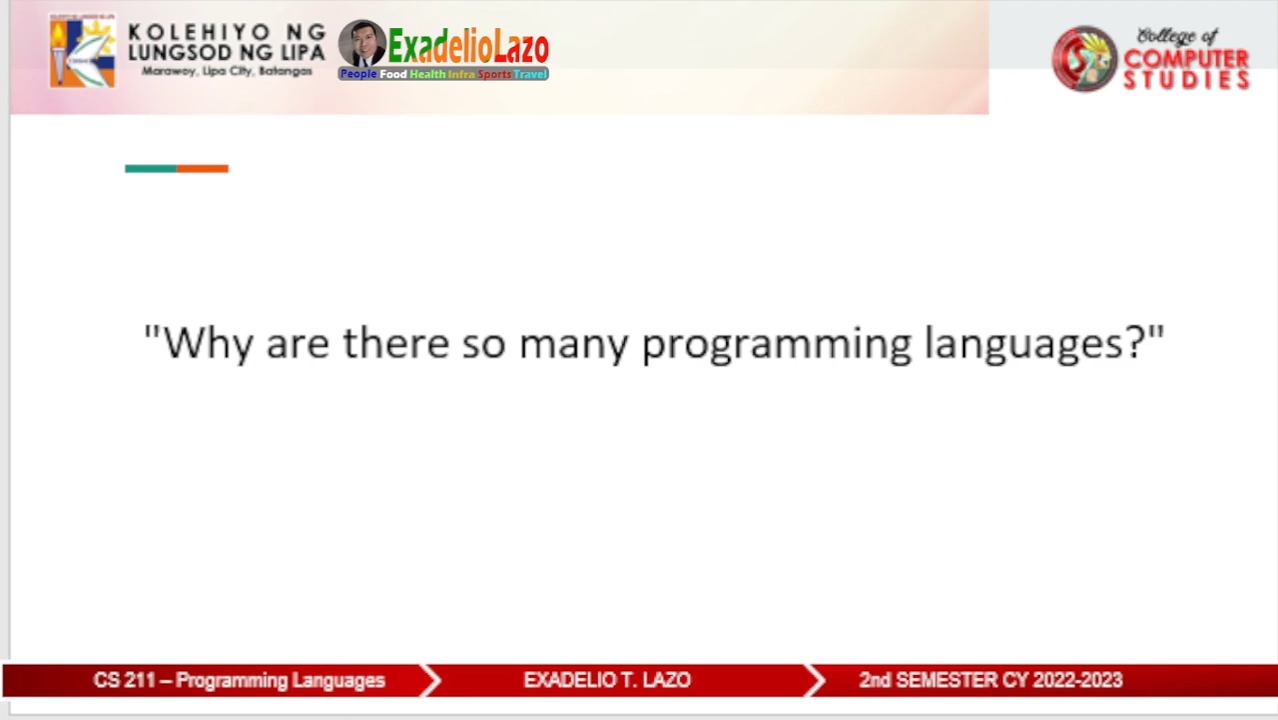 KOLEHIYO NG
LUNGSOD NG LIPA
Marawoy, Lipa City, Batangas
ExadelioLazo
People Food Health Infra Sports Travel
College of
COMPUTER
STUDIES
"Why are there so many programming languages?"
CS 211 – Programming Languages
EXADELIO T. LAZO
2nd SEMESTER CY 2022-2023